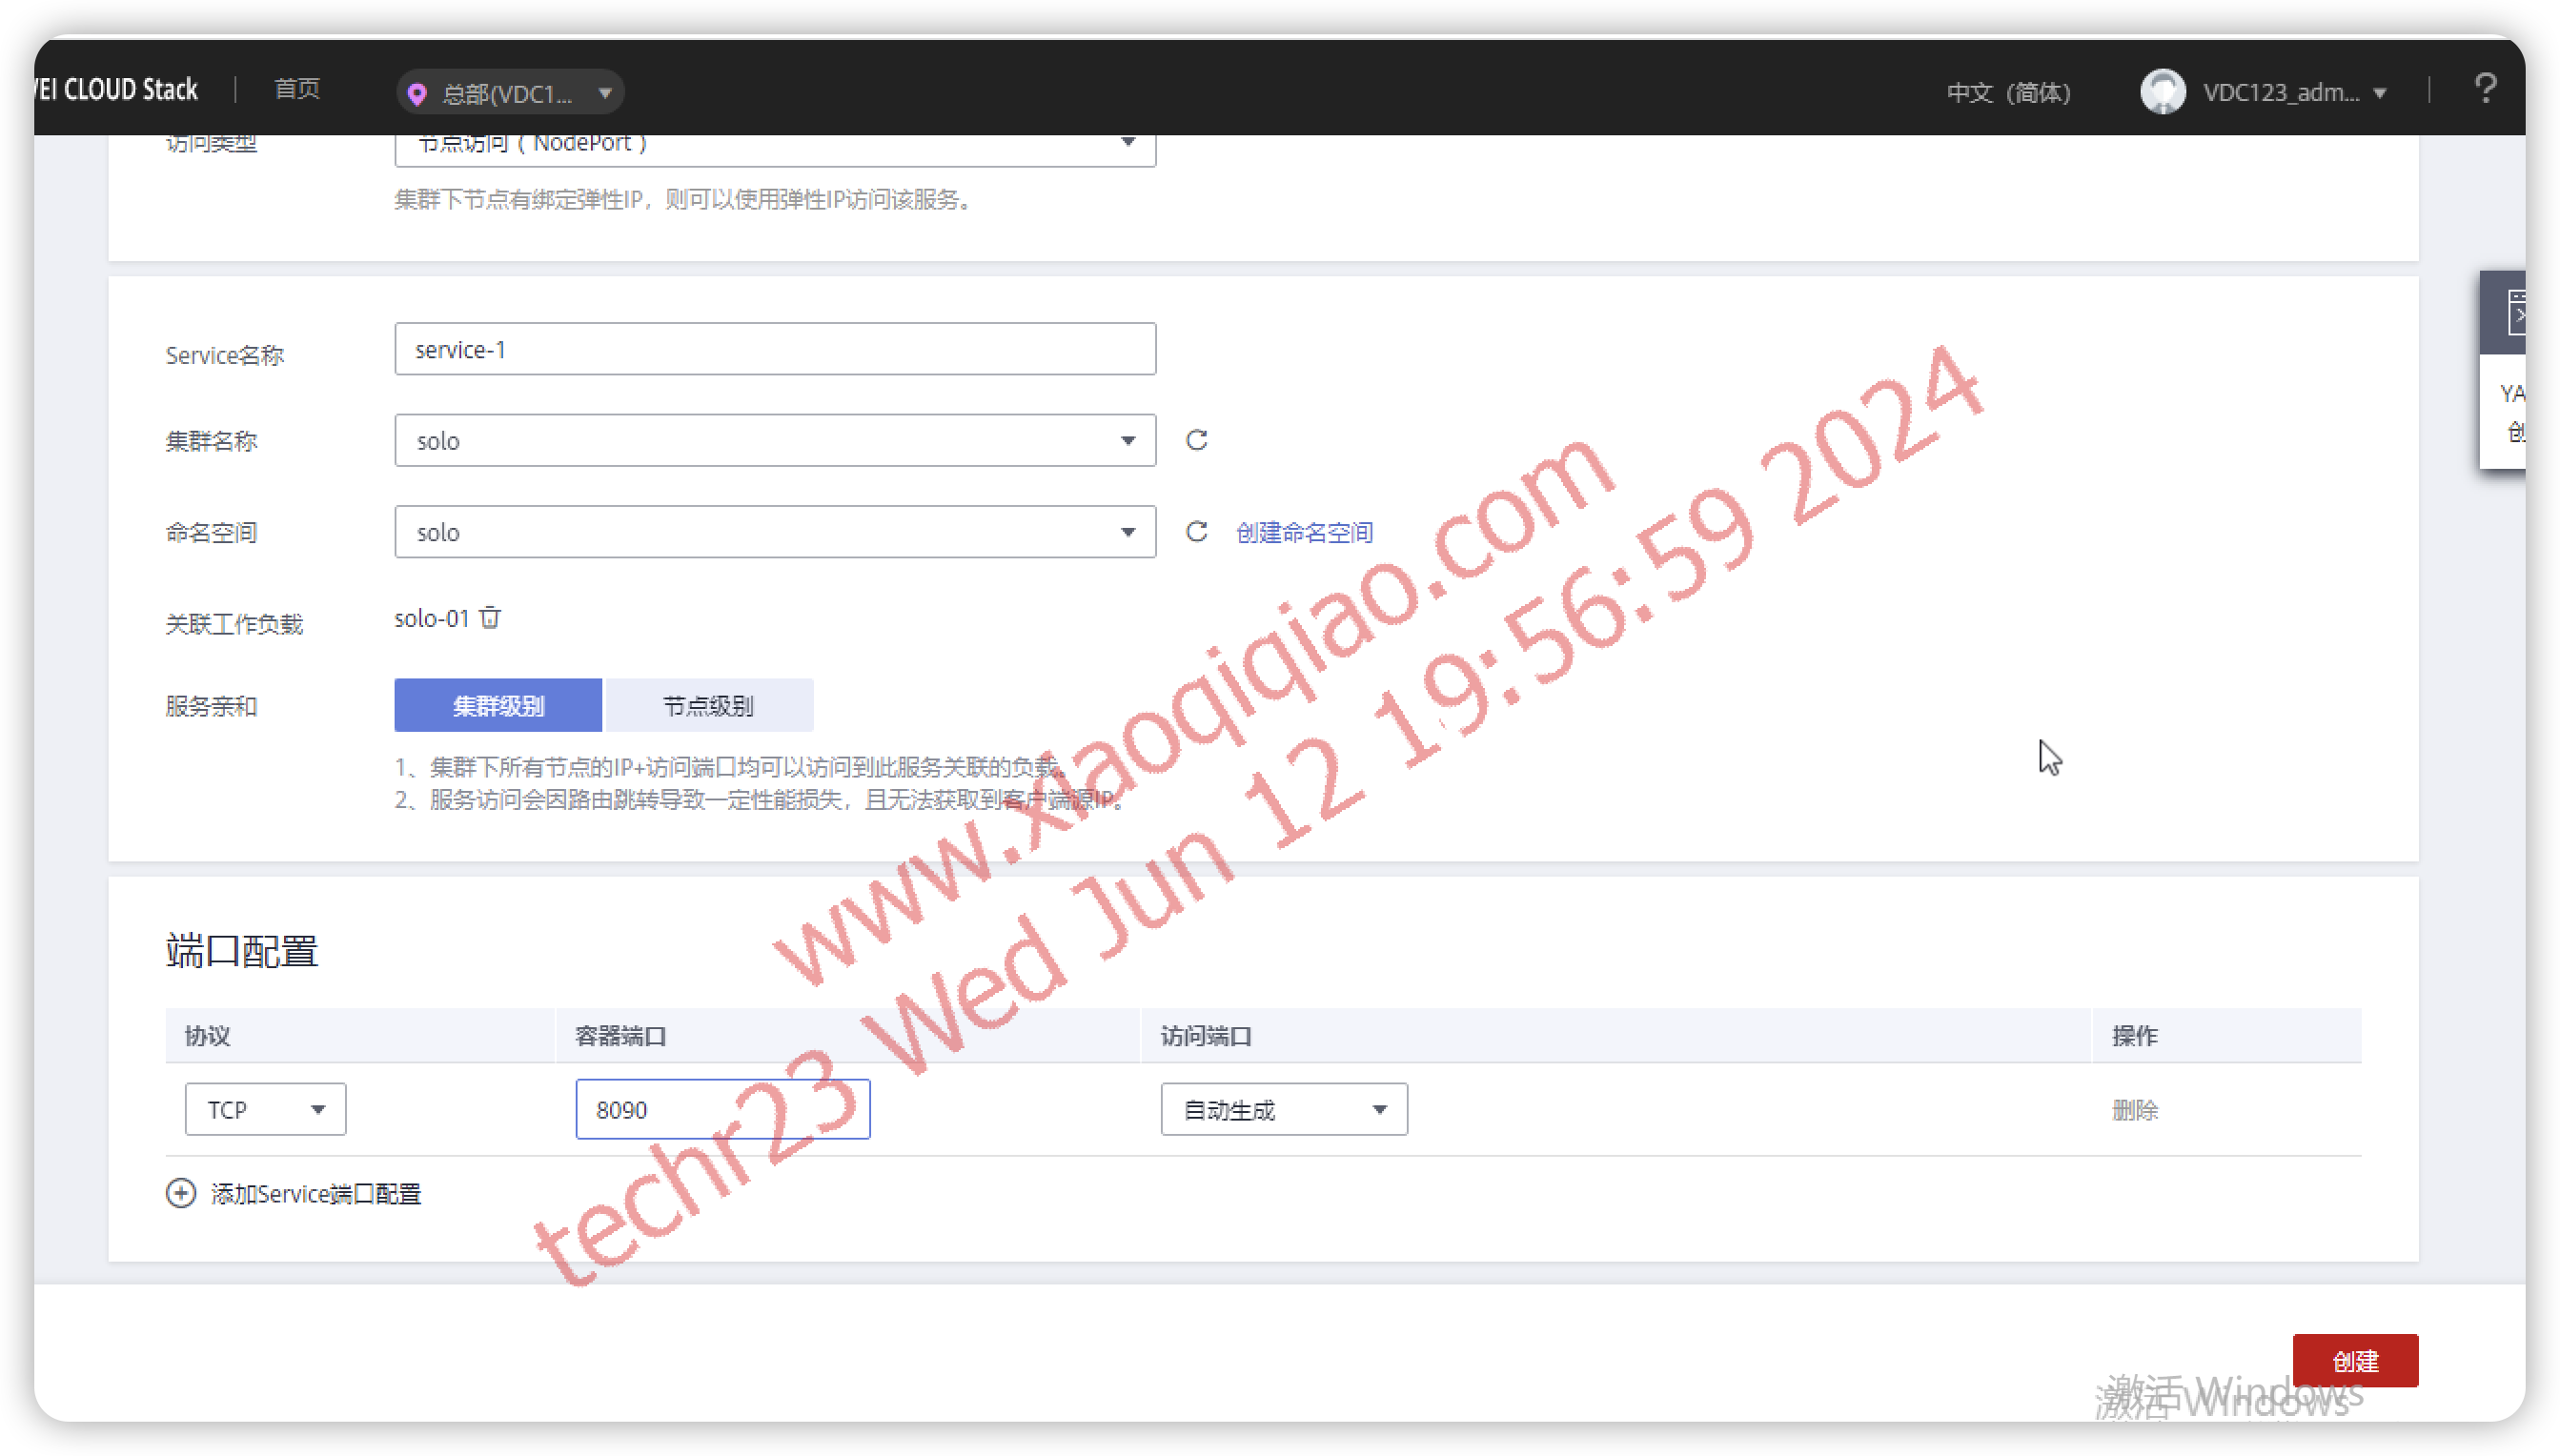 VEI CLOUD Stack 首页 总部(VDC1... 中文（简体） VDC123_adm... ?
访问类型 节点访问（NodePort）
集群下节点有绑定弹性IP，则可以使用弹性IP访问该服务。
Service名称 service-1
集群名称 solo
命名空间 solo 创建命名空间
关联工作负载 solo-01
服务亲和 集群级别 节点级别
1、集群下所有节点的IP+访问端口均可以访问到此服务关联的负载。
2、服务访问会因路由跳转导致一定性能损失，且无法获取到客户端源IP。
YA
创
端口配置
协议 容器端口 访问端口 操作
TCP 8090 自动生成 删除
添加Service端口配置
创建
www.xiaoqiqiao.com
techr23 Wed Jun 12 19:56:59 2024
激活 Windows
激活 Windows